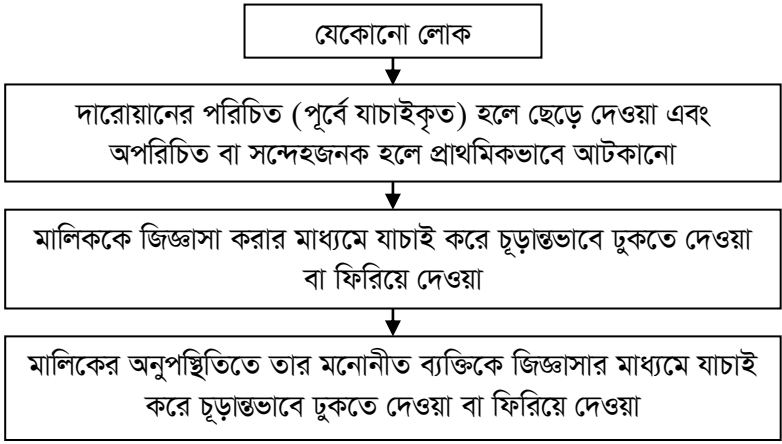 যেকোনো লোক
দারোয়ানের পরিচিত (পূর্বে যাচাইকৃত) হলে ছেড়ে দেওয়া এবং
অপরিচিত বা সন্দেহজনক হলে প্রাথমিকভাবে আটকানো
মালিককে জিজ্ঞাসা করার মাধ্যমে যাচাই করে চূড়ান্তভাবে ঢুকতে দেওয়া
বা ফিরিয়ে দেওয়া
মালিকের অনুপস্থিতিতে তার মনোনীত ব্যক্তিকে জিজ্ঞাসার মাধ্যমে যাচাই
করে চূড়ান্তভাবে ঢুকতে দেওয়া বা ফিরিয়ে দেওয়া